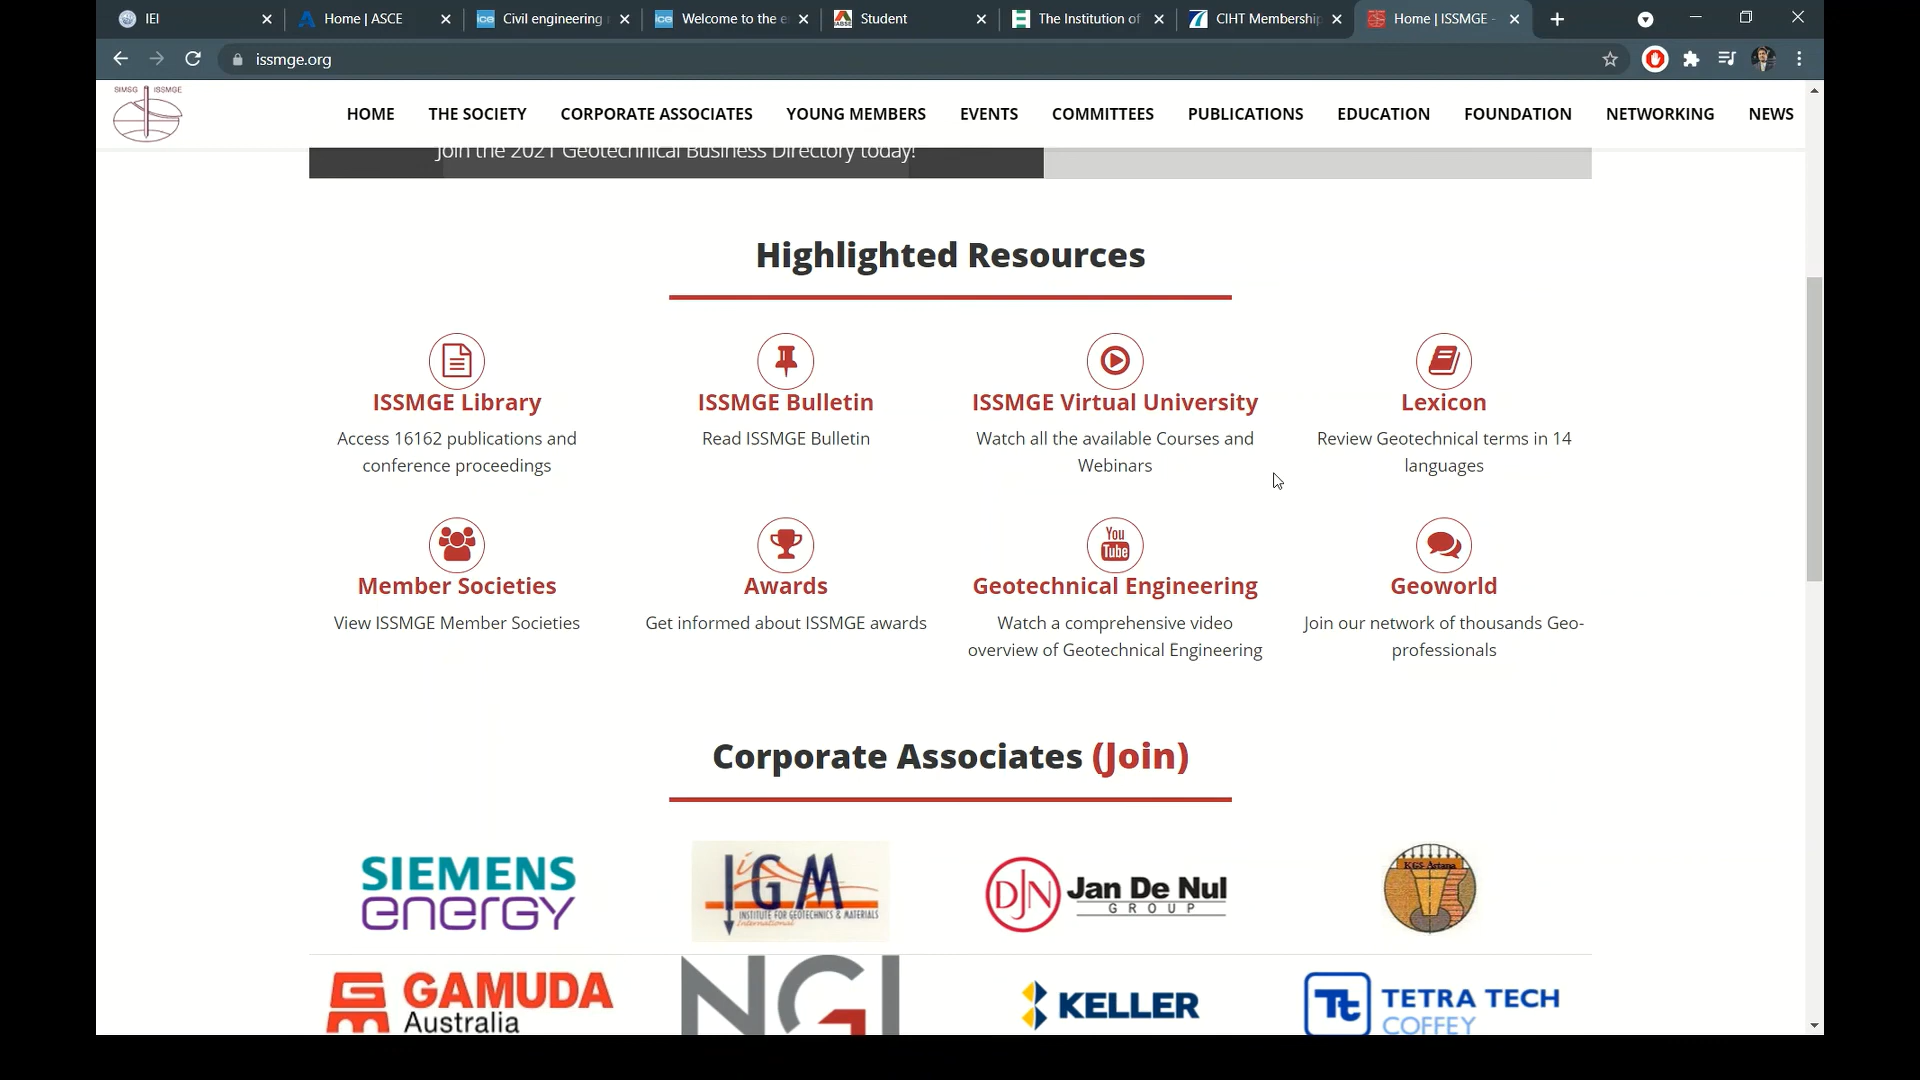 IEI
Home | ASCE
Civil engineering
Welcome to the e
Student
The Institution of
CIHT Membership
Home | ISSMGE -
issmge.org
SIMSG ISSMGE
HOME THE SOCIETY CORPORATE ASSOCIATES YOUNG MEMBERS EVENTS COMMITTEES PUBLICATIONS EDUCATION FOUNDATION NETWORKING NEWS
Join the 2021 Geotechnical Business Directory today!
Highlighted Resources
ISSMGE Library
Access 16162 publications and
conference proceedings
ISSMGE Bulletin
Read ISSMGE Bulletin
ISSMGE Virtual University
Watch all the available Courses and
Webinars
Lexicon
Review Geotechnical terms in 14
languages
Member Societies
View ISSMGE Member Societies
Awards
Get informed about ISSMGE awards
You
Tube
Geotechnical Engineering
Watch a comprehensive video
overview of Geotechnical Engineering
Geoworld
Join our network of thousands Geo-
professionals
Corporate Associates (Join)
SIEMENS
energy
iGM
INSTITUTE FOR GEOTECHNICS & MATERIALS
International
DJN
Jan De Nul
GROUP
KGS-Astana
GAMUDA
Australia
NGI
KELLER
Tt
TETRA TECH
COFFEY